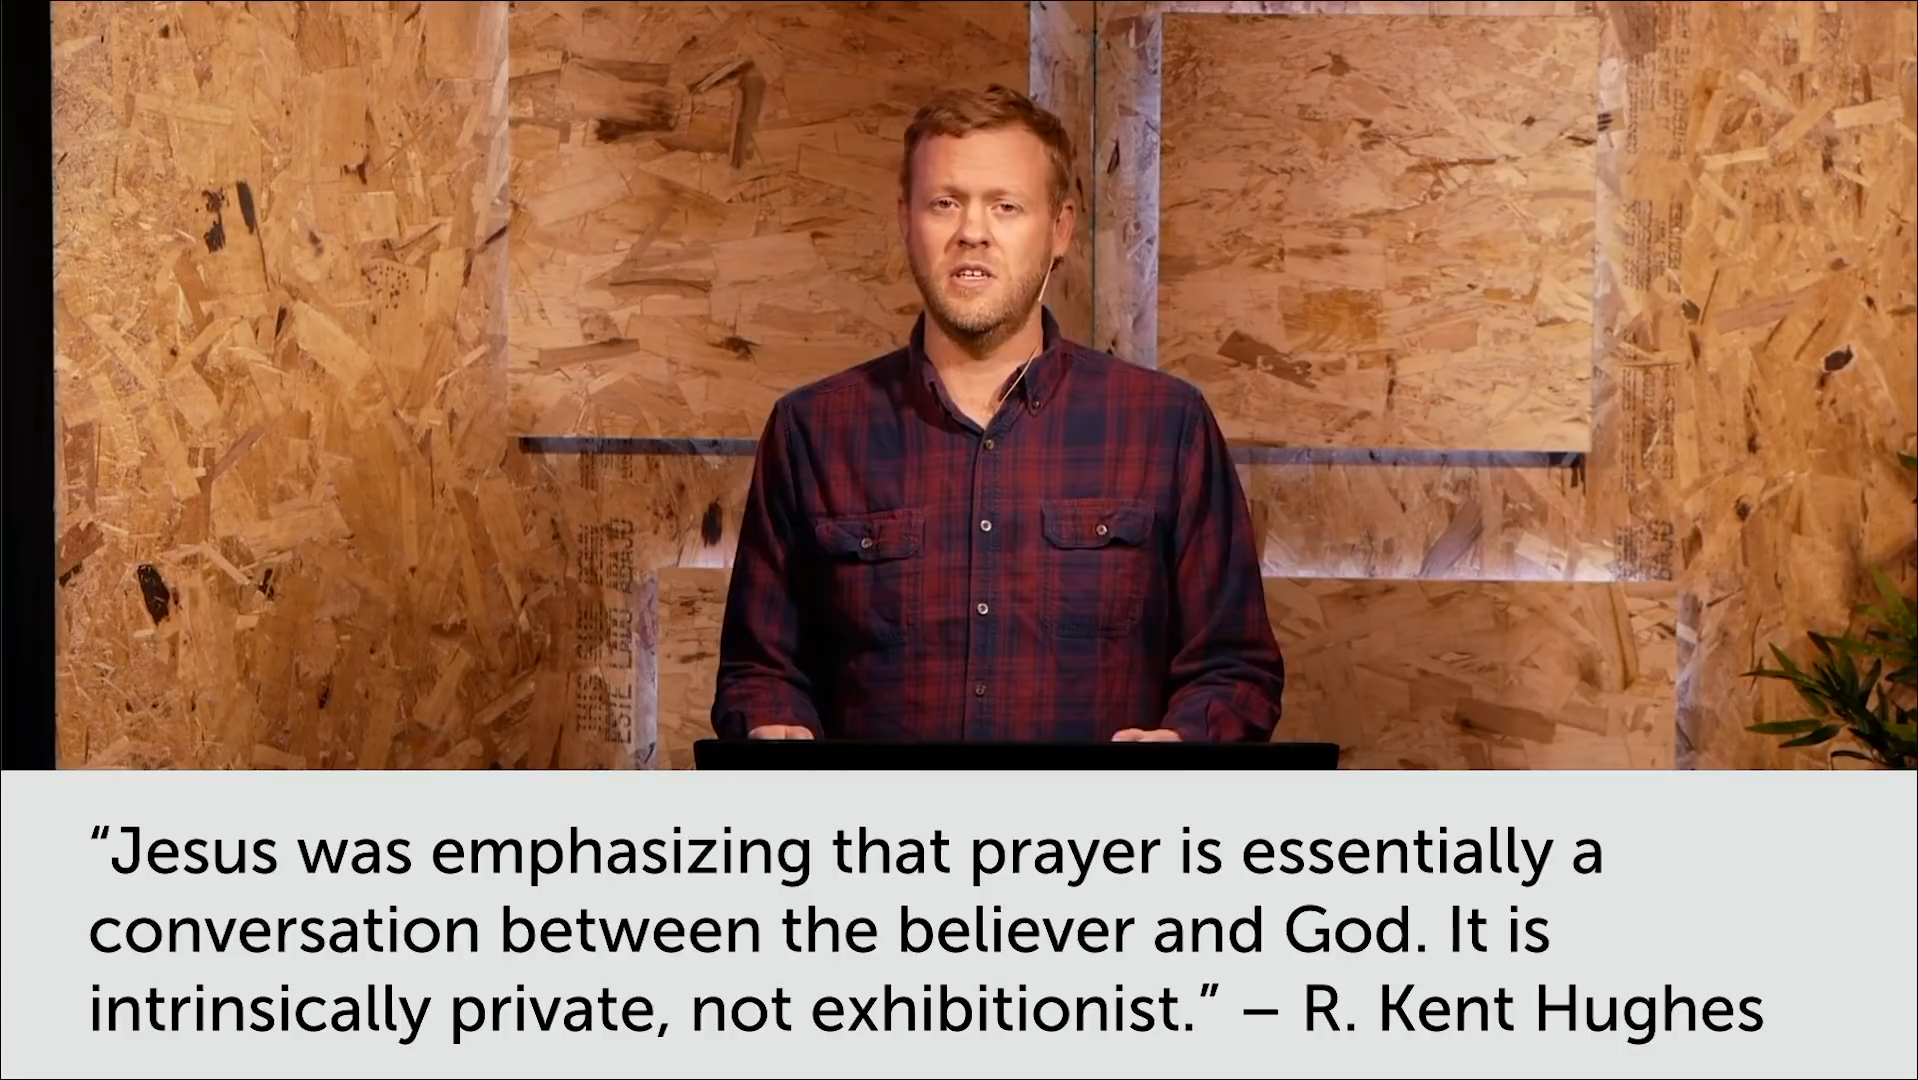 “Jesus was emphasizing that prayer is essentially a
conversation between the believer and God. It is
intrinsically private, not exhibitionist.” – R. Kent Hughes